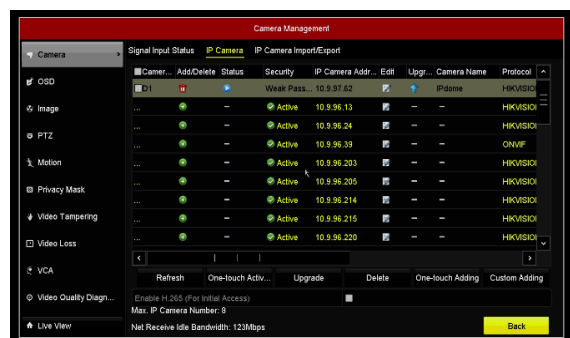 Camera Management
Signal Input Status IP Camera IP Camera Import/Export
Camer... Add/Delete Status Security IP Camera Addr... Edit Upgr... Camera Name Protocol
D1 Weak Pass... 10.9.97.62 IPdome HIKVISIO
... – Active 10.9.96.13 – – HIKVISIO
... – Active 10.9.96.24 – – HIKVISIO
... – Active 10.9.96.39 – – ONVIF
... – Active 10.9.96.203 – – HIKVISIO
... – Active 10.9.96.205 – – HIKVISIO
... – Active 10.9.96.214 – – HIKVISIO
... – Active 10.9.96.215 – – HIKVISIO
... – Active 10.9.96.220 – – HIKVISIO
Refresh One-touch Activ... Upgrade Delete One-touch Adding Custom Adding
Enable H.265 (For Initial Access)
Max. IP Camera Number: 8
Net Receive Idle Bandwidth: 123Mbps
Back
Camera
OSD
Image
PTZ
Motion
Privacy Mask
Video Tampering
Video Loss
VCA
Video Quality Diagn...
Live View